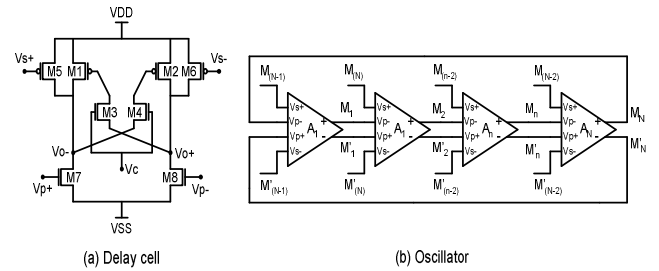 VDD
Vs+ M5 M1 M2 M6 Vs-
M3 M4
Vo- Vo+
Vc
Vp+ M7 M8 Vp-
VSS
(a) Delay cell
M(N-1) M(N) M(n-2) M(N-2)
Vs+ Vs+ Vs+ Vs+
M1 M2 Mn MN
Vp- A1 + Vp- A1 + Vp- An + Vp- AN +
Vp+ - Vp+ - Vp+ - Vp+ -
Vs- Vs- Vs- Vs-
M'1 M'2 M'n M'N
M'(N-1) M'(N) M'(n-2) M'(N-2)
(b) Oscillator